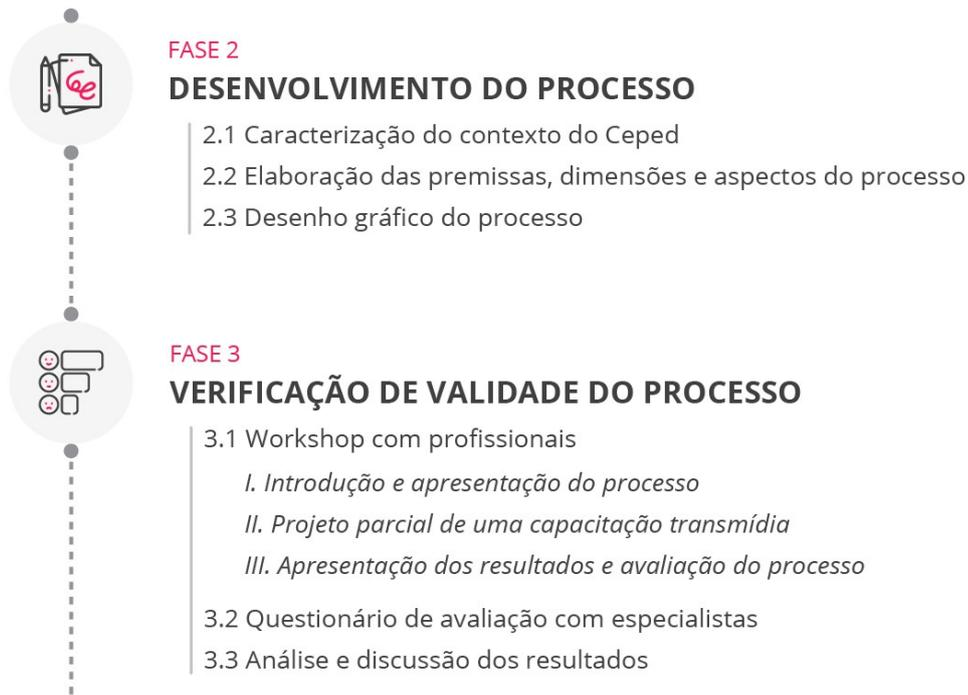 FASE 2
DESENVOLVIMENTO DO PROCESSO
2.1 Caracterização do contexto do Ceped
2.2 Elaboração das premissas, dimensões e aspectos do processo
2.3 Desenho gráfico do processo
FASE 3
VERIFICAÇÃO DE VALIDADE DO PROCESSO
3.1 Workshop com profissionais
I. Introdução e apresentação do processo
II. Projeto parcial de uma capacitação transmídia
III. Apresentação dos resultados e avaliação do processo
3.2 Questionário de avaliação com especialistas
3.3 Análise e discussão dos resultados